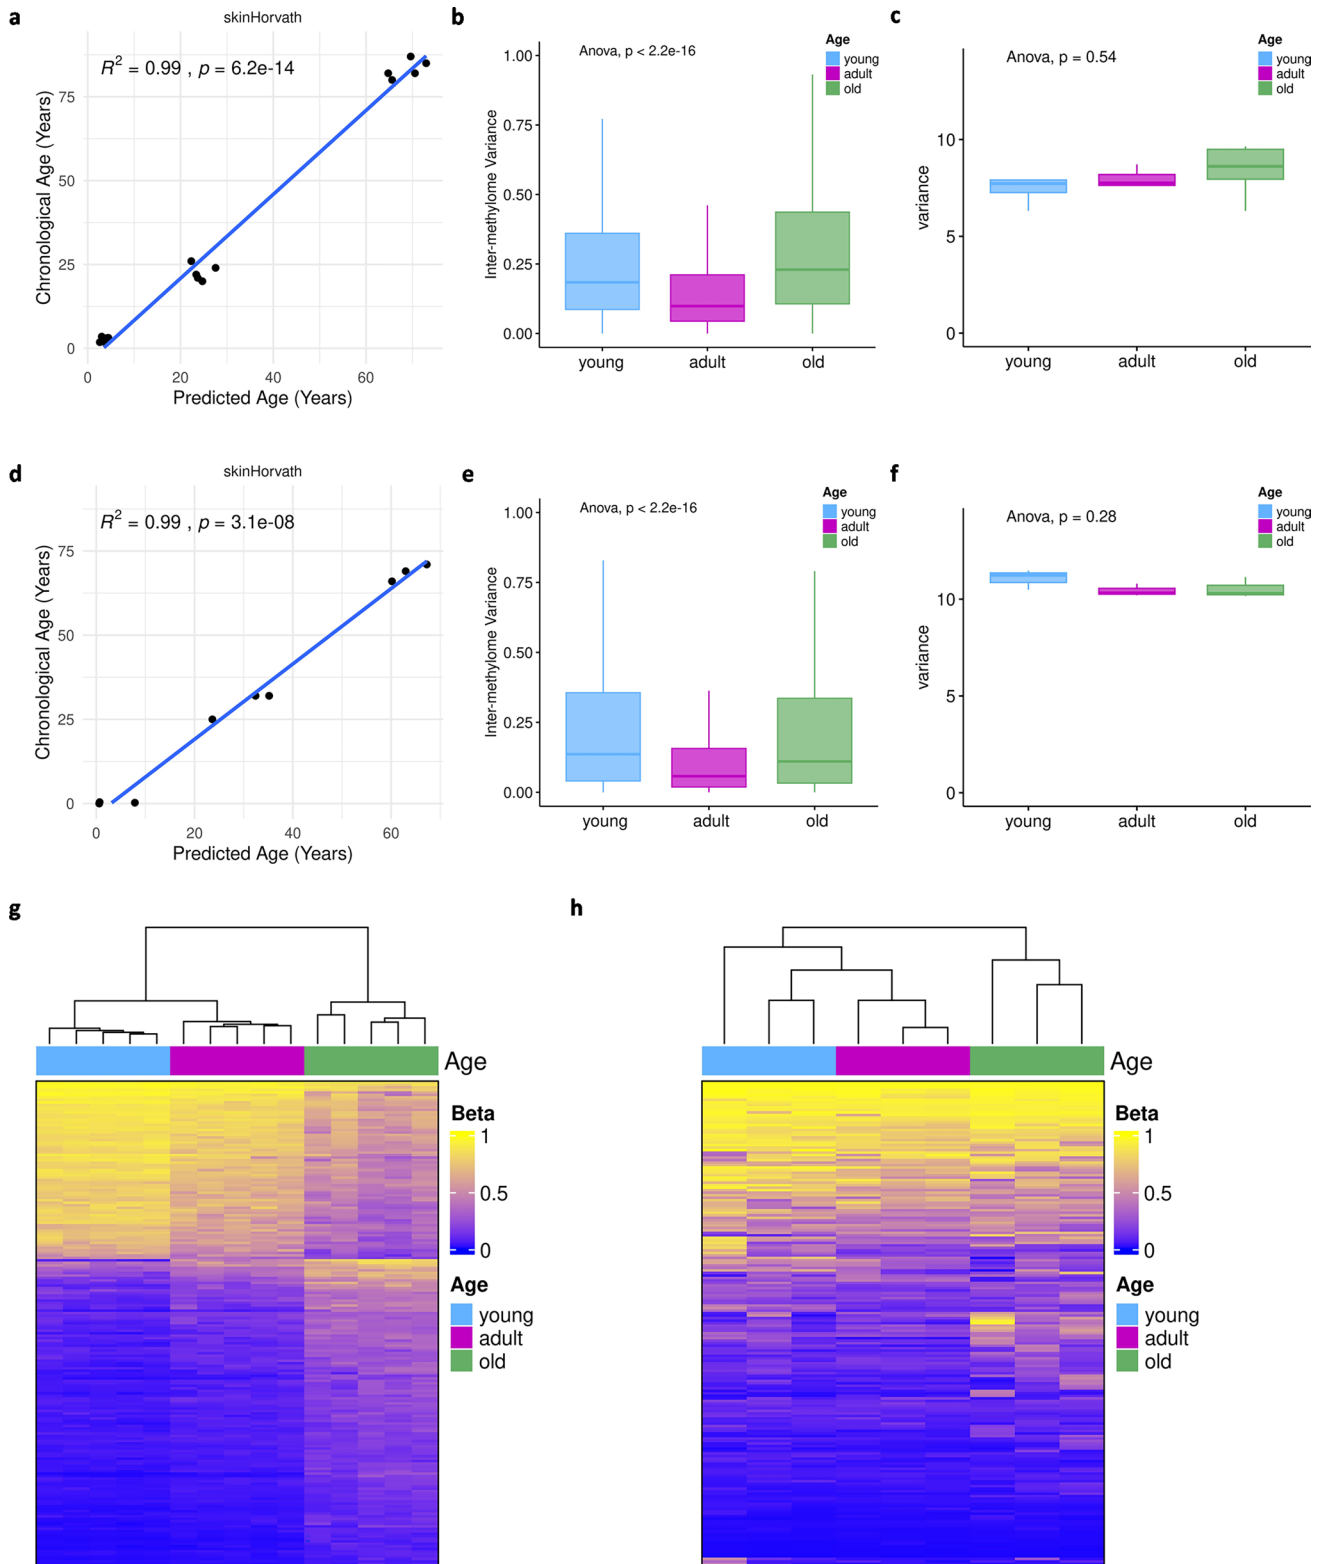 a
skinHorvath
R² = 0.99 , p = 6.2e-14
Chronological Age (Years)
75
50
25
0
0 20 40 60
Predicted Age (Years)
b
Anova, p < 2.2e-16
Age
young
adult
old
Inter-methylome Variance
1.00
0.75
0.50
0.25
0.00
young adult old
c
Anova, p = 0.54
Age
young
adult
old
variance
10
5
0
young adult old
d
skinHorvath
R² = 0.99 , p = 3.1e-08
Chronological Age (Years)
75
50
25
0
0 20 40 60
Predicted Age (Years)
e
Anova, p < 2.2e-16
Age
young
adult
old
Inter-methylome Variance
1.00
0.75
0.50
0.25
0.00
young adult old
f
Anova, p = 0.28
Age
young
adult
old
variance
10
5
0
young adult old
g
Age
Beta
1
0.5
0
Age
young
adult
old
h
Age
Beta
1
0.5
0
Age
young
adult
old